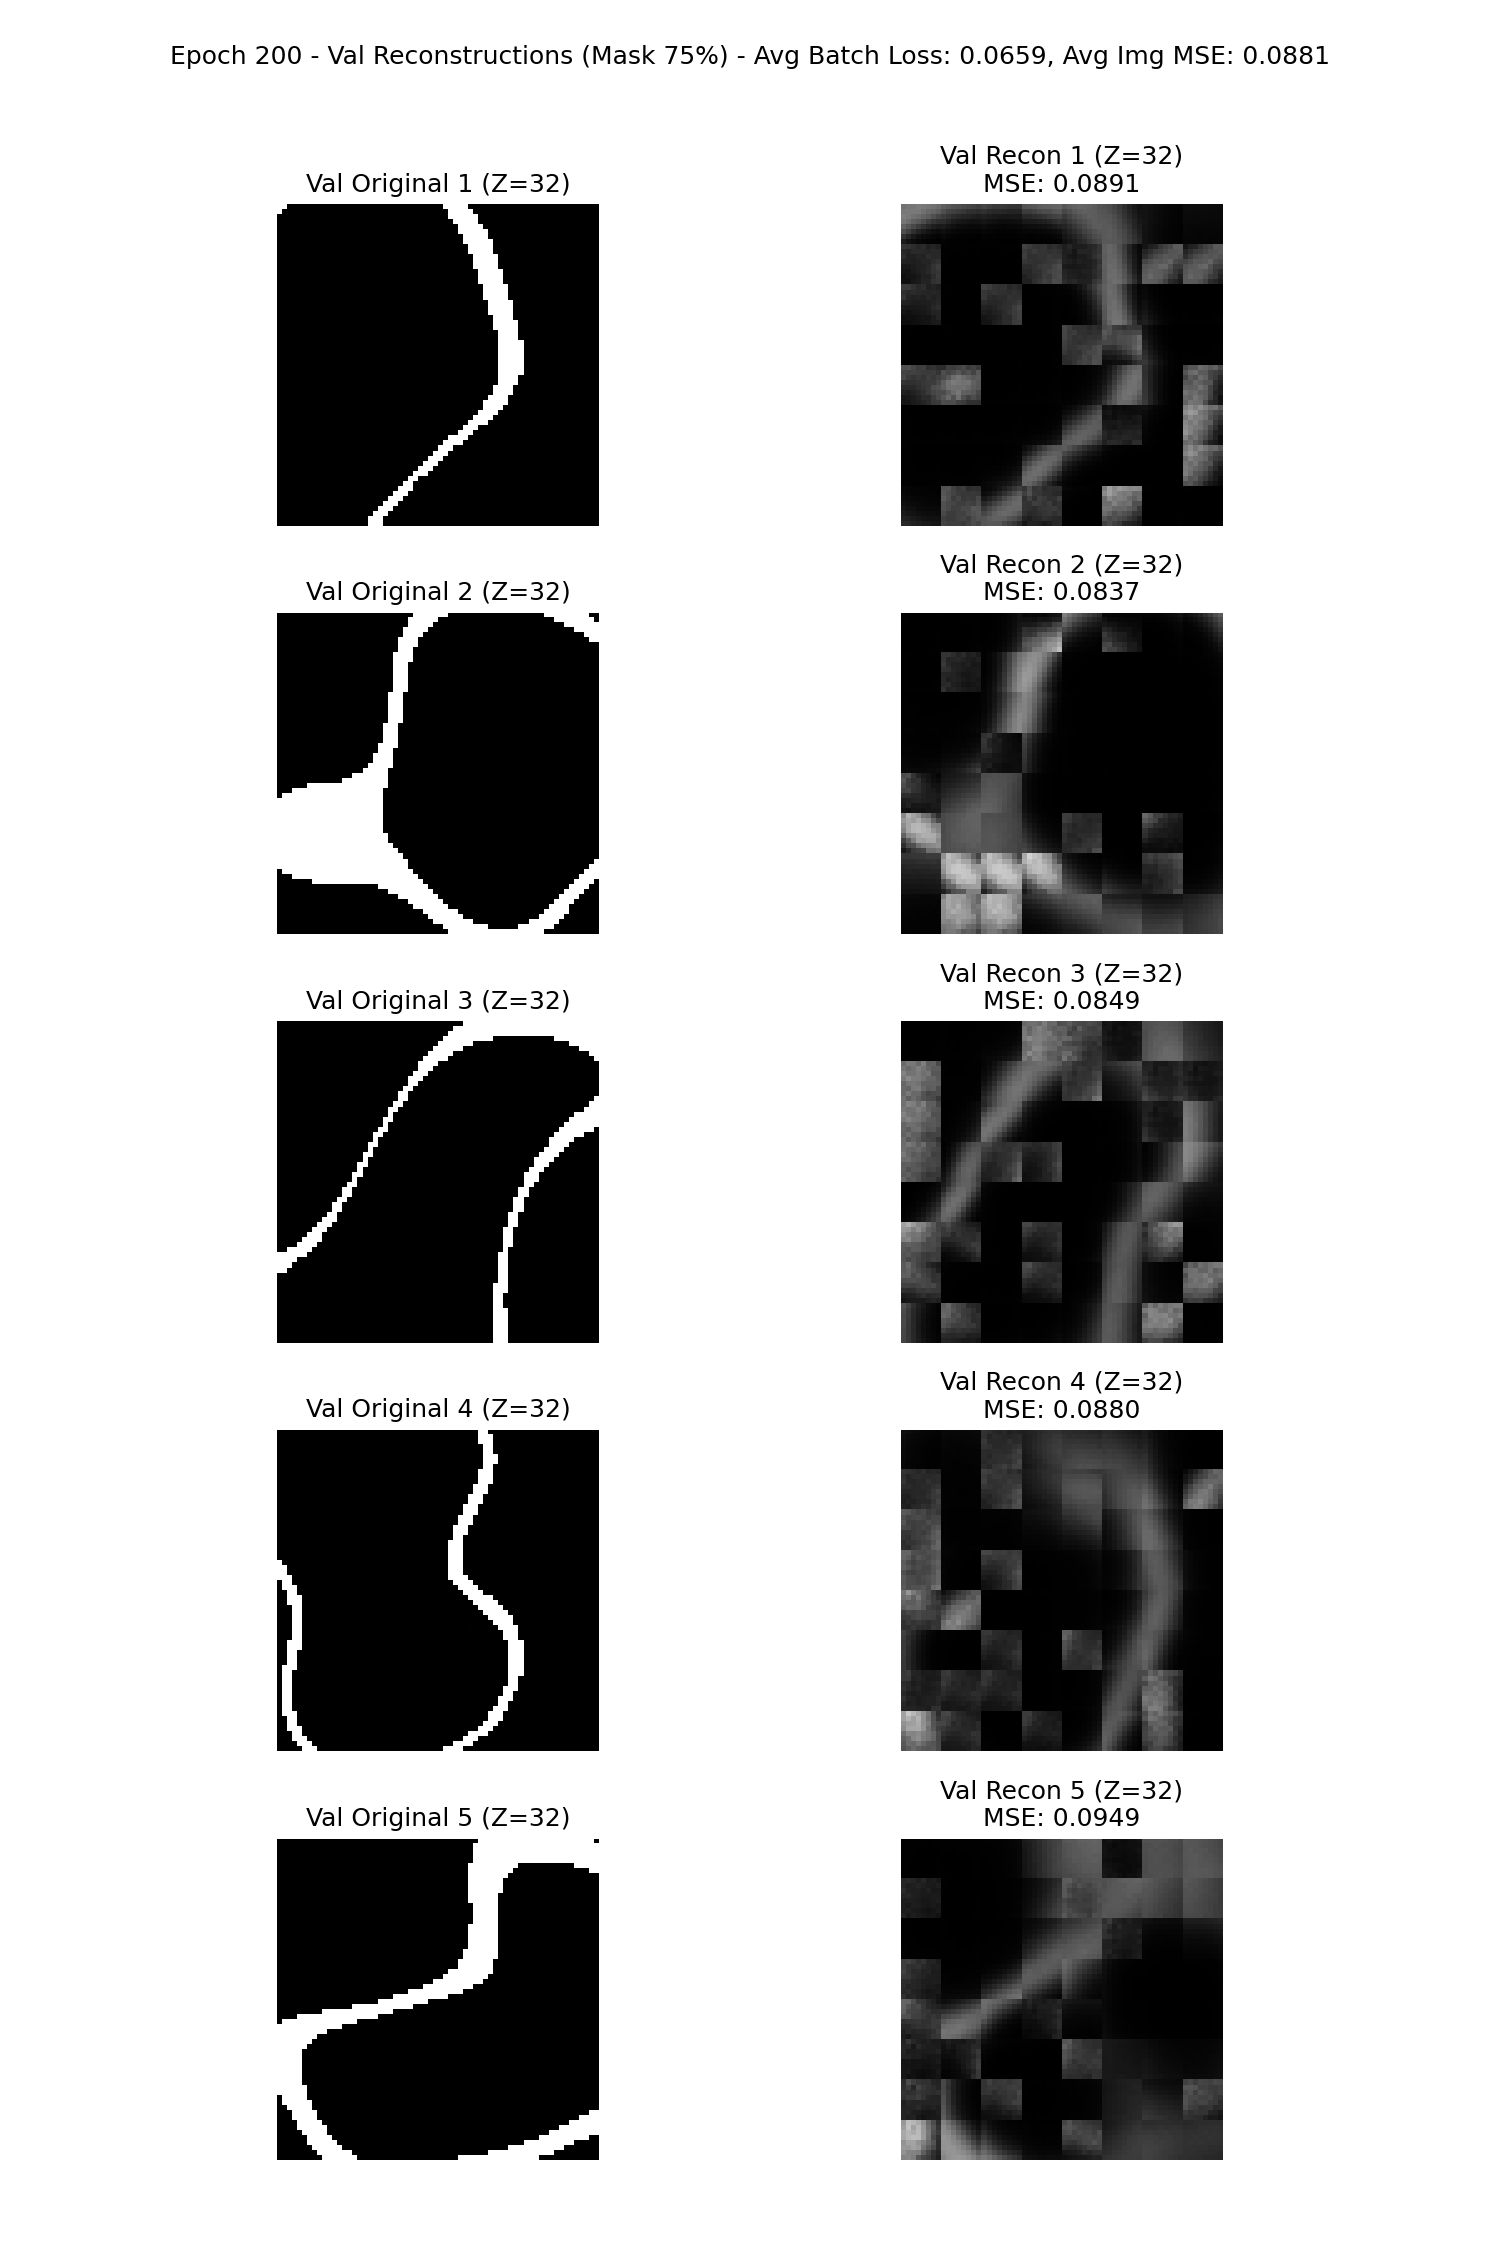 Epoch 200 - Val Reconstructions (Mask 75%) - Avg Batch Loss: 0.0659, Avg Img MSE: 0.0881
Val Original 1 (Z=32)
Val Recon 1 (Z=32)
MSE: 0.0891
Val Original 2 (Z=32)
Val Recon 2 (Z=32)
MSE: 0.0837
Val Original 3 (Z=32)
Val Recon 3 (Z=32)
MSE: 0.0849
Val Original 4 (Z=32)
Val Recon 4 (Z=32)
MSE: 0.0880
Val Original 5 (Z=32)
Val Recon 5 (Z=32)
MSE: 0.0949